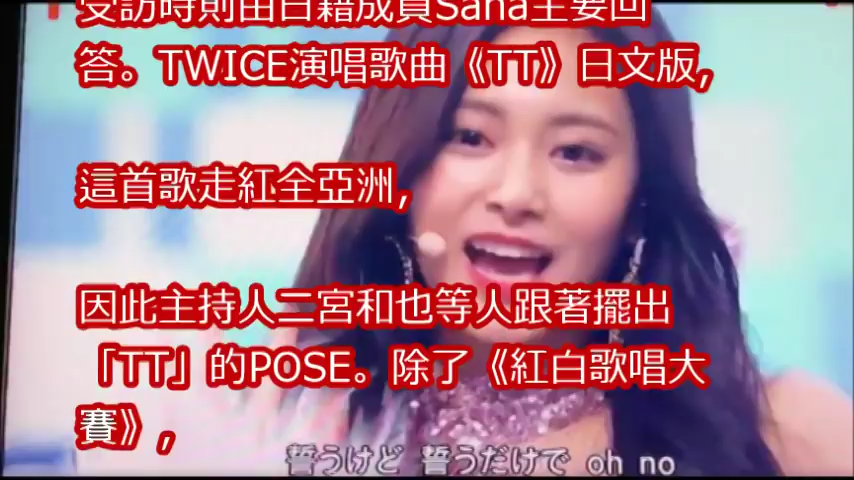 受訪時則由日籍成員Sana主要回
答。TWICE演唱歌曲《TT》日文版，
這首歌走紅全亞洲，
因此主持人二宮和也等人跟著擺出
「TT」的POSE。除了《紅白歌唱大
賽》，
誓うけど 誓うだけで oh no